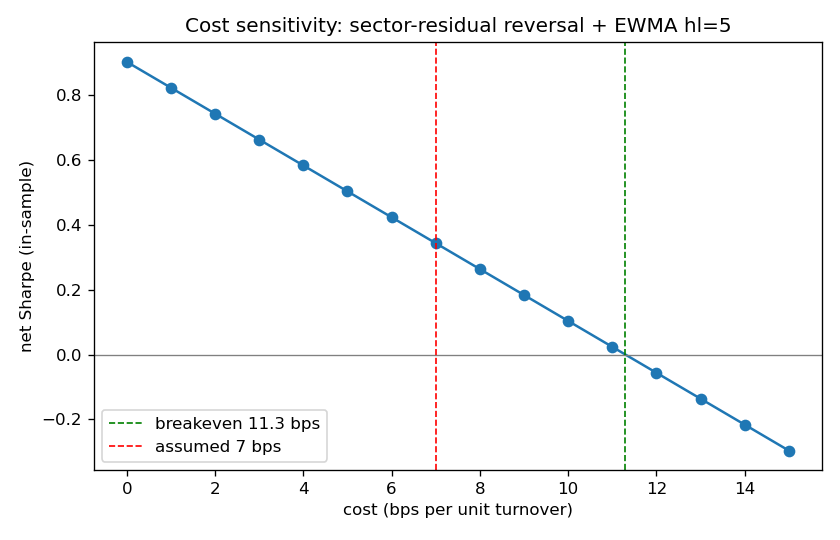 Cost sensitivity: sector-residual reversal + EWMA hl=5
net Sharpe (in-sample)
0.8
0.6
0.4
0.2
0.0
−0.2
breakeven 11.3 bps
assumed 7 bps
0 2 4 6 8 10 12 14
cost (bps per unit turnover)